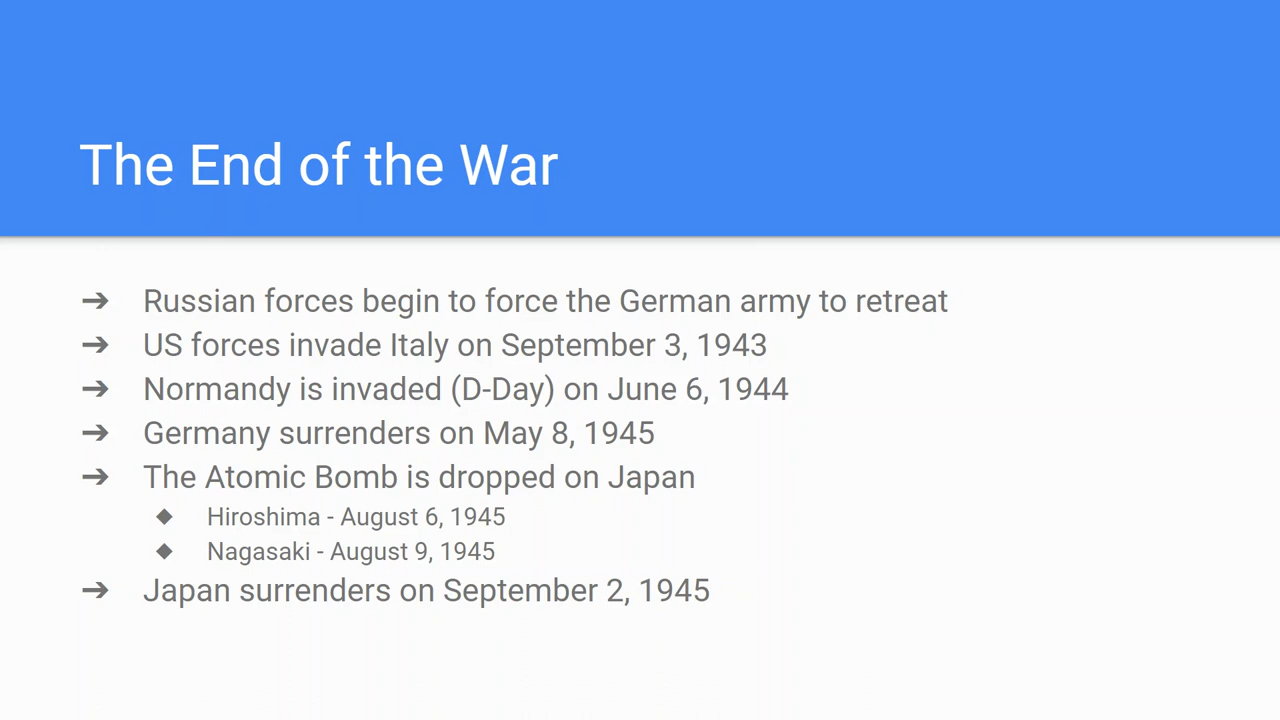 The End of the War
➔ Russian forces begin to force the German army to retreat
➔ US forces invade Italy on September 3, 1943
➔ Normandy is invaded (D-Day) on June 6, 1944
➔ Germany surrenders on May 8, 1945
➔ The Atomic Bomb is dropped on Japan
◆ Hiroshima - August 6, 1945
◆ Nagasaki - August 9, 1945
➔ Japan surrenders on September 2, 1945